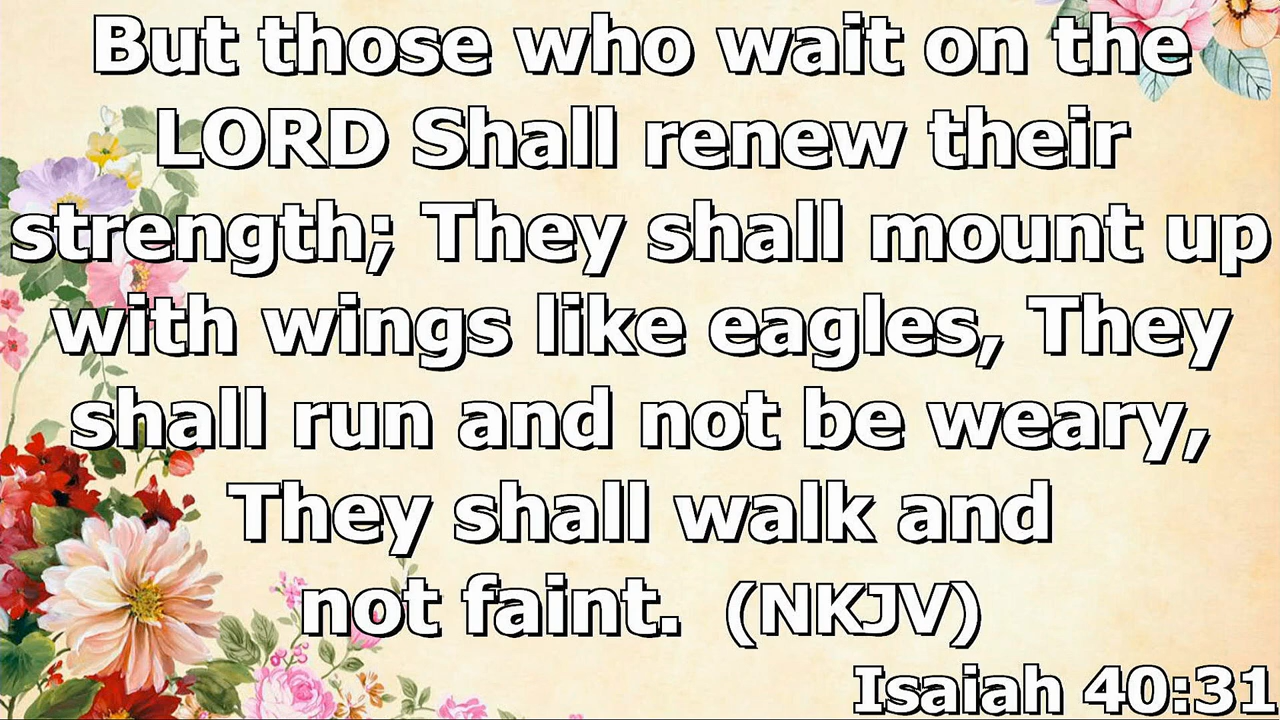 But those who wait on the
LORD Shall renew their
strength; They shall mount up
with wings like eagles, They
shall run and not be weary,
They shall walk and
not faint. (NKJV)
Isaiah 40:31